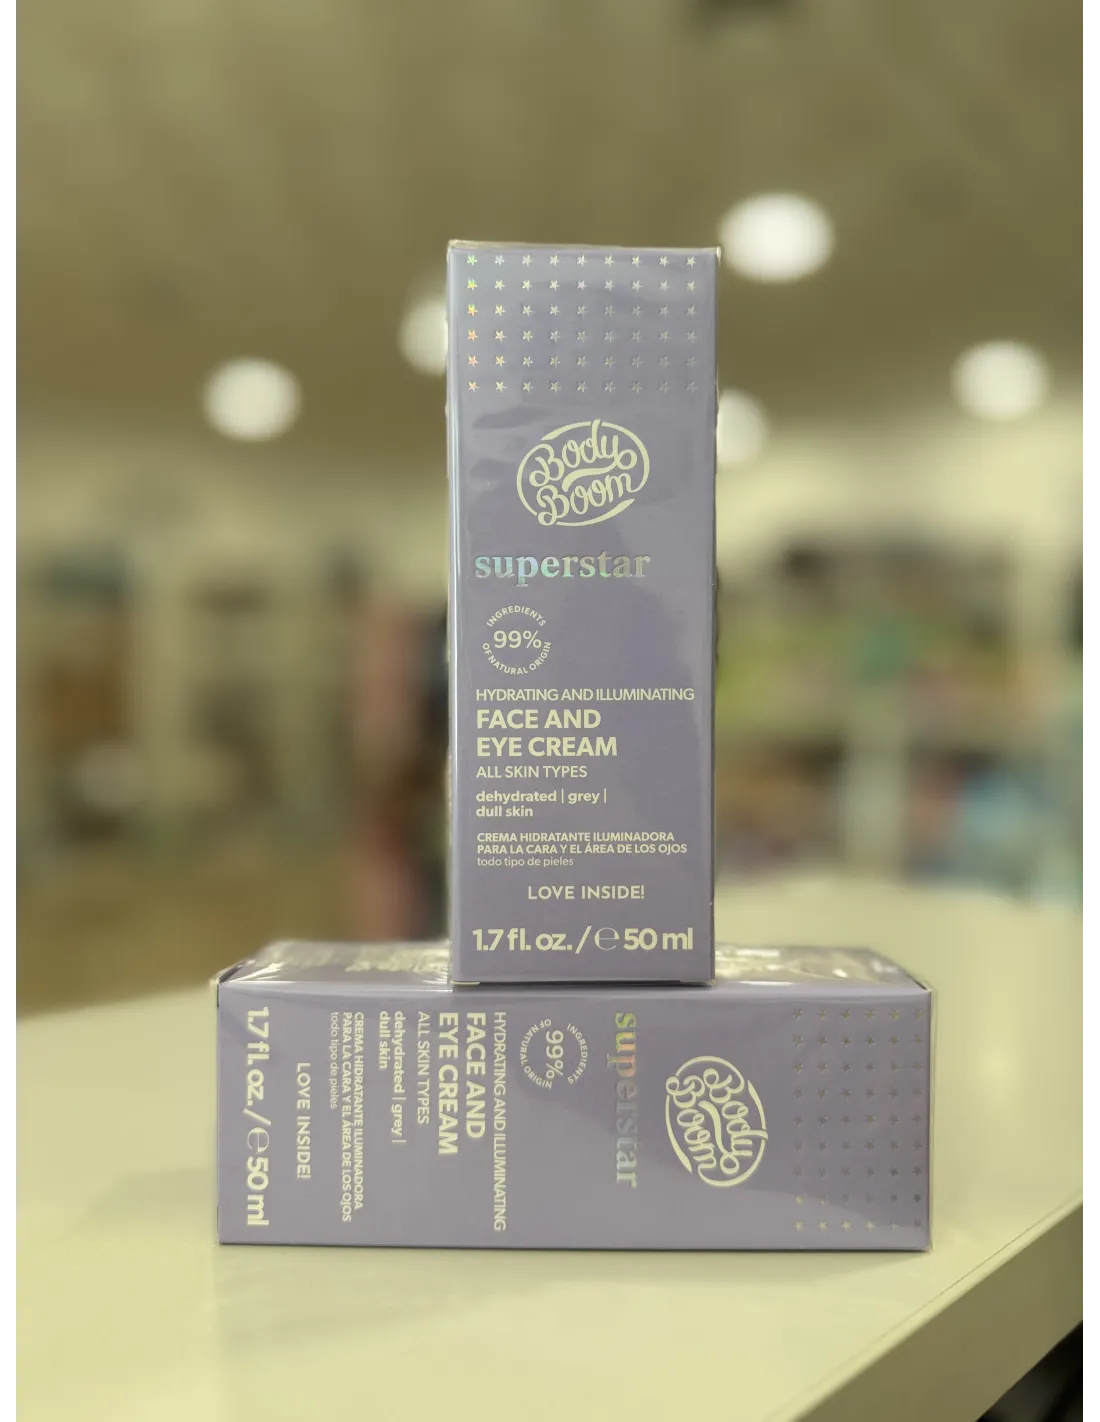 Body
Boom
superstar
INGREDIENTS
99%
OF NATURAL ORIGIN
HYDRATING AND ILLUMINATING
FACE AND
EYE CREAM
ALL SKIN TYPES
dehydrated | grey |
dull skin
CREMA HIDRATANTE ILUMINADORA
PARA LA CARA Y EL ÁREA DE LOS OJOS
todo tipo de pieles
LOVE INSIDE!
1.7 fl. oz. / ℮ 50 ml
Body
Boom
superstar
INGREDIENTS
99%
OF NATURAL ORIGIN
HYDRATING AND ILLUMINATING
FACE AND
EYE CREAM
ALL SKIN TYPES
dehydrated | grey |
dull skin
CREMA HIDRATANTE ILUMINADORA
PARA LA CARA Y EL ÁREA DE LOS OJOS
todo tipo de pieles
LOVE INSIDE!
1.7 fl. oz. / ℮ 50 ml